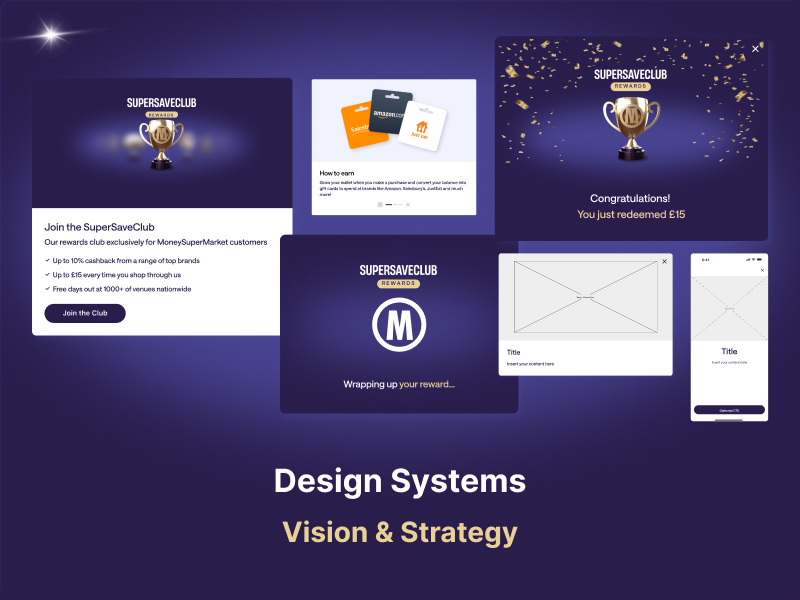 SUPERSAVECLUB
REWARDS
M
Join the SuperSaveClub
Our rewards club exclusively for MoneySuperMarket customers
Up to 10% cashback from a range of top brands
Up to £15 every time you shop through us
Free days out at 1000+ of venues nationwide
Join the Club
amazon.com
JUST EAT
How to earn
Grow your wallet when you make a purchase and convert your balance into
gift cards to spend at brands like Amazon, Sainsbury's, JustEat and much
more!
SUPERSAVECLUB
REWARDS
M
Congratulations!
You just redeemed £15
SUPERSAVECLUB
REWARDS
M
Wrapping up your reward...
Title
Insert your content here
9:41
Title
Insert your content here
Optional CTA
Design Systems
Vision & Strategy